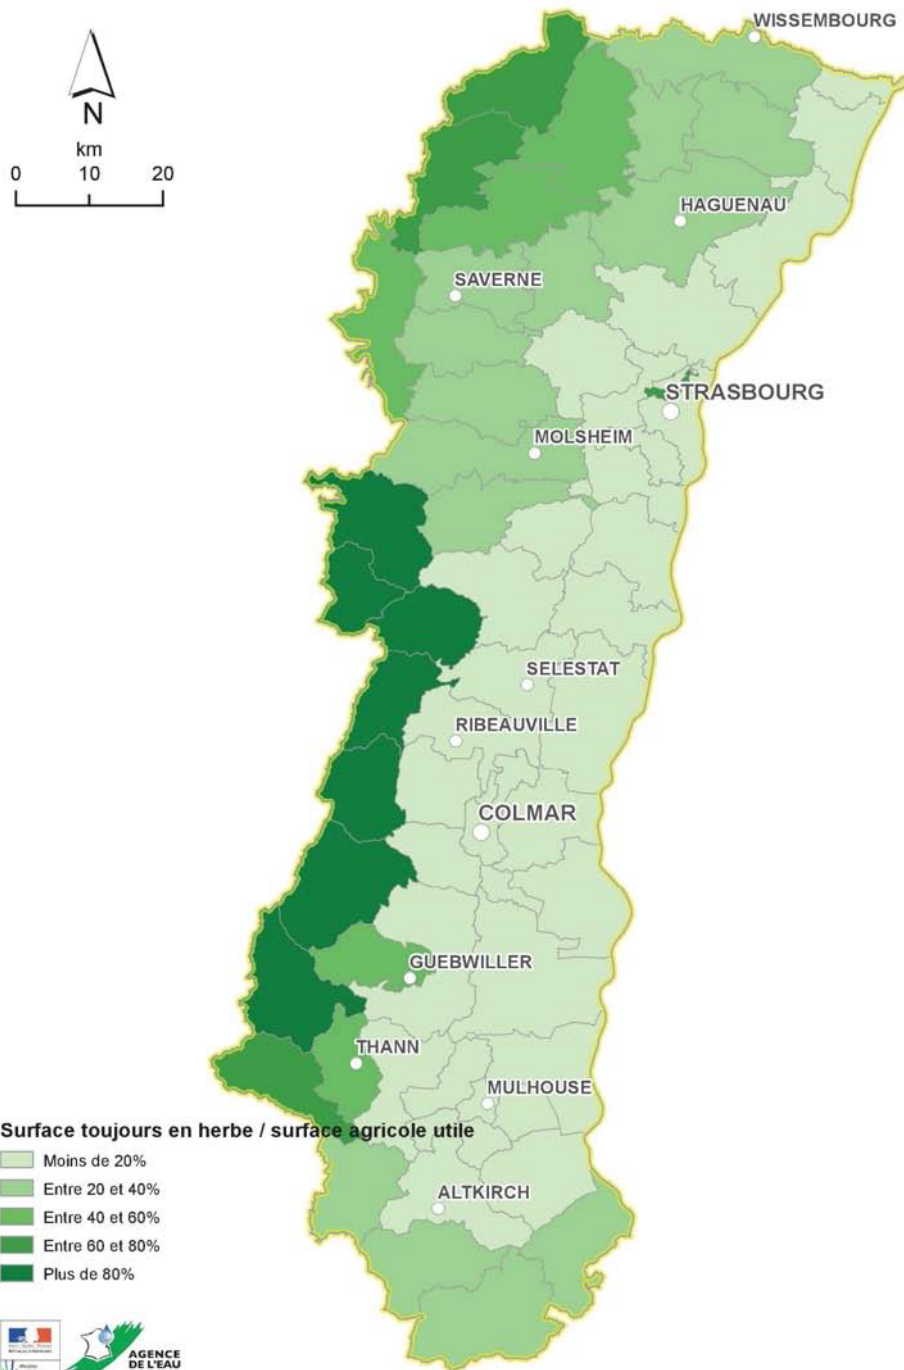 WISSEMBOURG
N
km
0 10 20
HAGUENAU
SAVERNE
STRASBOURG
MOLSHEIM
SELESTAT
RIBEAUVILLE
COLMAR
GUEBWILLER
THANN
MULHOUSE
Surface toujours en herbe / surface agricole utile
Moins de 20%
Entre 20 et 40%
ALTKIRCH
Entre 40 et 60%
Entre 60 et 80%
Plus de 80%
AGENCE
DE L'EAU